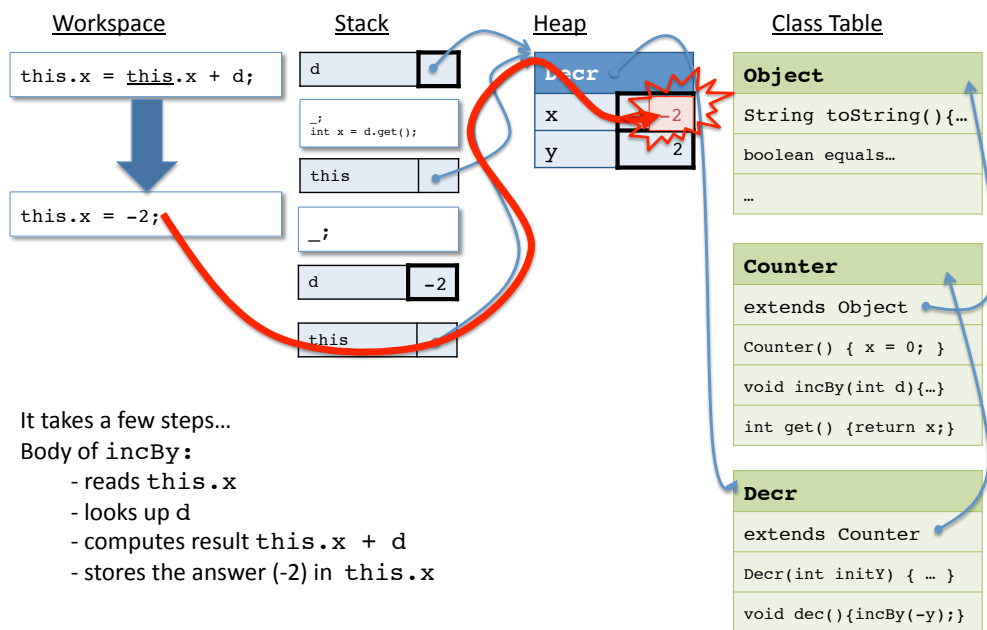 Workspace
Stack
Heap
Class Table
this.x = this.x + d;
this.x = -2;
d
_;
int x = d.get();
this
_;
d -2
this
Decr
x -2
y 2
Object
String toString(){…
boolean equals…
…
Counter
extends Object
Counter() { x = 0; }
void incBy(int d){…}
int get() {return x;}
Decr
extends Counter
Decr(int initY) { … }
void dec(){incBy(-y);}
It takes a few steps…
Body of incBy:
- reads this.x
- looks up d
- computes result this.x + d
- stores the answer (-2) in this.x